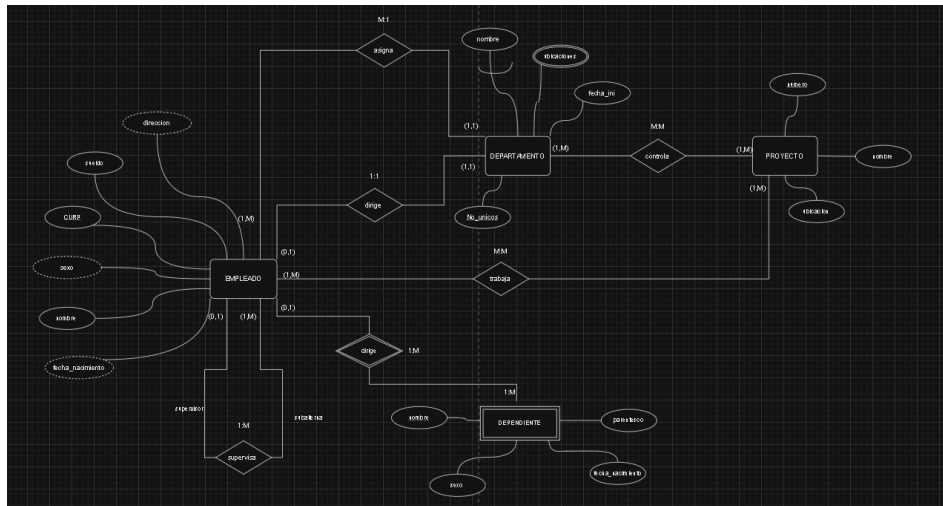 M:1
nombre
asigna
ubicaciones
numero
fecha_ini
direccion
(1,1)
M:M
DEPARTAMENTO
(1,M)
controla
(1,M)
PROYECTO
nombre
sueldo
(1,1)
1:1
(1,M)
dirige
CURP
(1,M)
No_unicos
ubicacion
(0,1)
M:M
sexo
EMPLEADO
(1,M)
trabaja
nombre
(0,1)
(1,M)
(0,1)
dirige
1:M
fecha_nacimiento
1:M
supervisor
subalterna
nombre
parentesco
DEPENDIENTE
1:M
supervisa
fecha_nacimiento
sexo